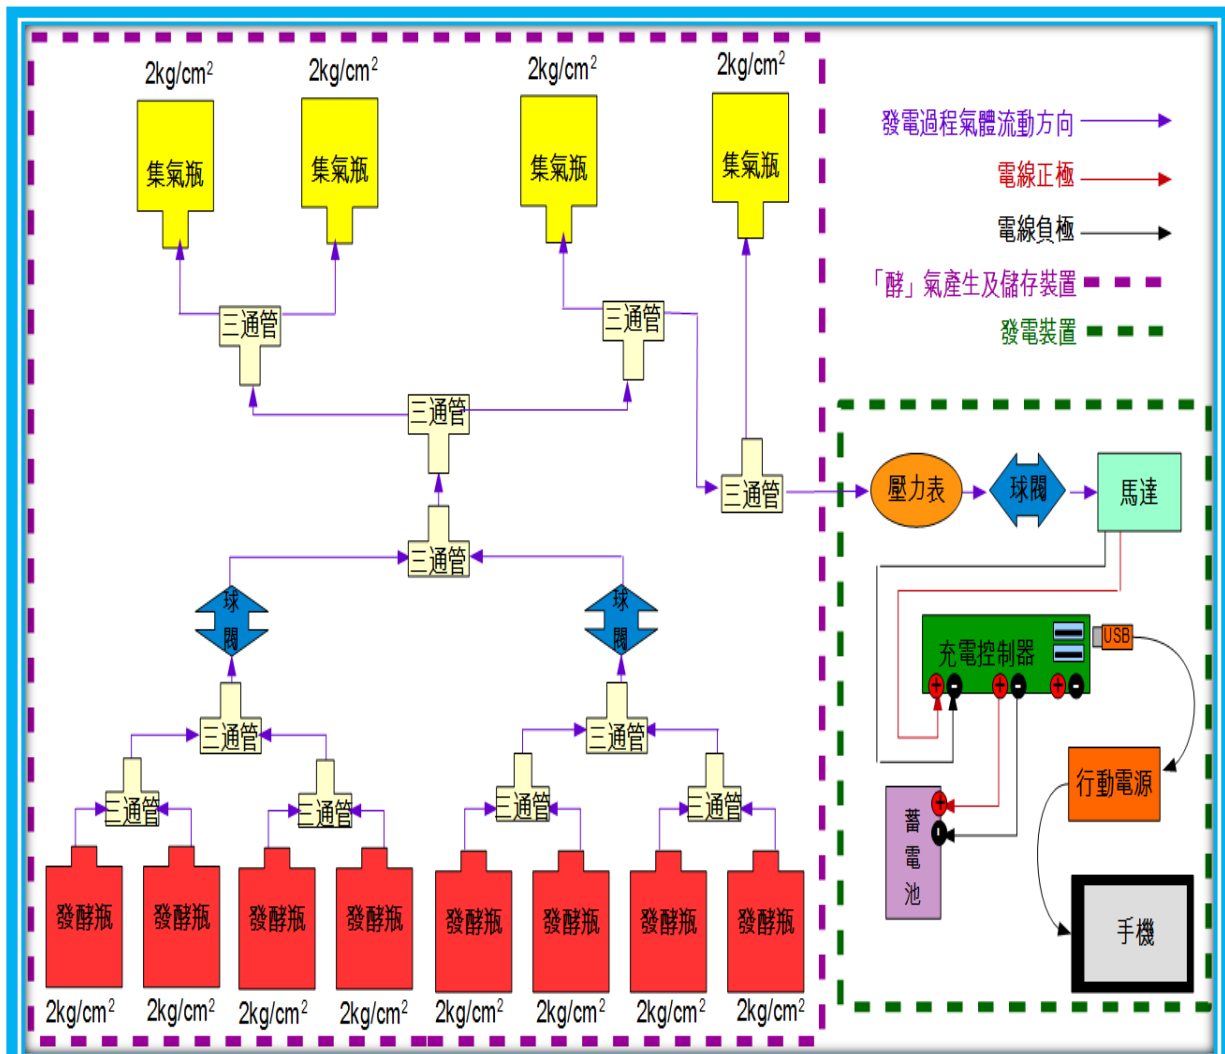 2kg/cm²
2kg/cm²
2kg/cm²
2kg/cm²
集氣瓶
集氣瓶
集氣瓶
集氣瓶
三通管
三通管
三通管
三通管
三通管
球
閥
球
閥
三通管
三通管
三通管
三通管
三通管
三通管
發酵瓶
發酵瓶
發酵瓶
發酵瓶
發酵瓶
發酵瓶
發酵瓶
發酵瓶
2kg/cm²
2kg/cm²
2kg/cm²
2kg/cm²
2kg/cm²
2kg/cm²
2kg/cm²
2kg/cm²
發電過程氣體流動方向
電線正極
電線負極
「酵」氣產生及儲存裝置
發電裝置
壓力表
球閥
馬達
充電控制器
USB
+
-
+
-
+
-
行動電源
+
-
蓄
電
池
手機